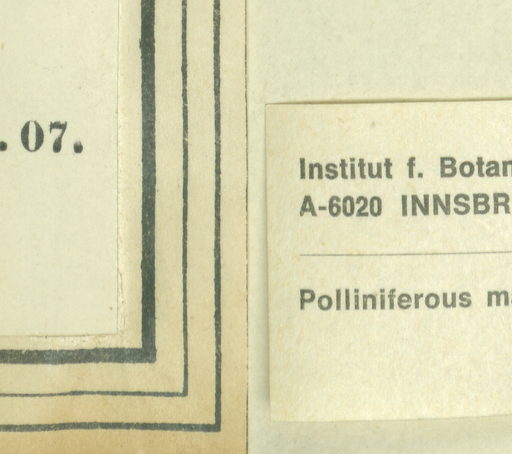 . 07.
Institut f. Botan
A-6020 INNSBR
Polliniferous m